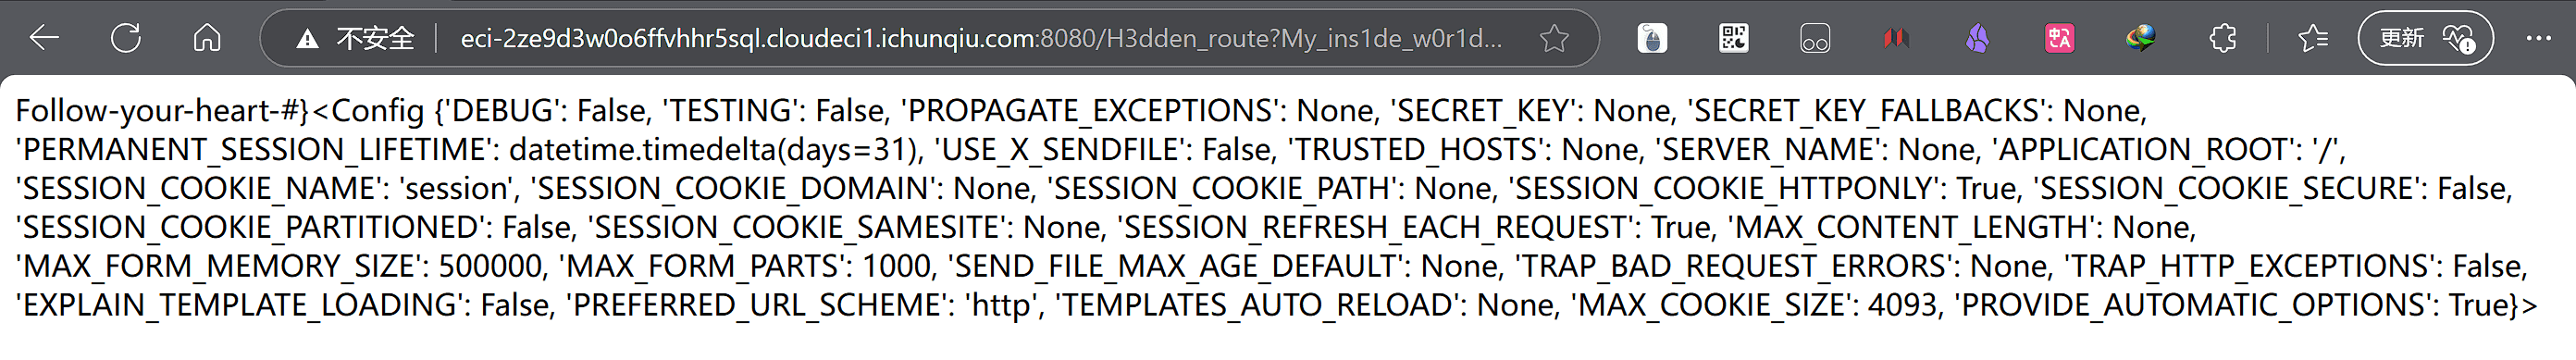 不安全 eci-2ze9d3w0o6ffvhhr5sql.cloudeci1.ichunqiu.com:8080/H3dden_route?My_ins1de_w0r1d... 更新
Follow-your-heart-#}<Config {'DEBUG': False, 'TESTING': False, 'PROPAGATE_EXCEPTIONS': None, 'SECRET_KEY': None, 'SECRET_KEY_FALLBACKS': None,
'PERMANENT_SESSION_LIFETIME': datetime.timedelta(days=31), 'USE_X_SENDFILE': False, 'TRUSTED_HOSTS': None, 'SERVER_NAME': None, 'APPLICATION_ROOT': '/',
'SESSION_COOKIE_NAME': 'session', 'SESSION_COOKIE_DOMAIN': None, 'SESSION_COOKIE_PATH': None, 'SESSION_COOKIE_HTTPONLY': True, 'SESSION_COOKIE_SECURE': False,
'SESSION_COOKIE_PARTITIONED': False, 'SESSION_COOKIE_SAMESITE': None, 'SESSION_REFRESH_EACH_REQUEST': True, 'MAX_CONTENT_LENGTH': None,
'MAX_FORM_MEMORY_SIZE': 500000, 'MAX_FORM_PARTS': 1000, 'SEND_FILE_MAX_AGE_DEFAULT': None, 'TRAP_BAD_REQUEST_ERRORS': None, 'TRAP_HTTP_EXCEPTIONS': False,
'EXPLAIN_TEMPLATE_LOADING': False, 'PREFERRED_URL_SCHEME': 'http', 'TEMPLATES_AUTO_RELOAD': None, 'MAX_COOKIE_SIZE': 4093, 'PROVIDE_AUTOMATIC_OPTIONS': True}>